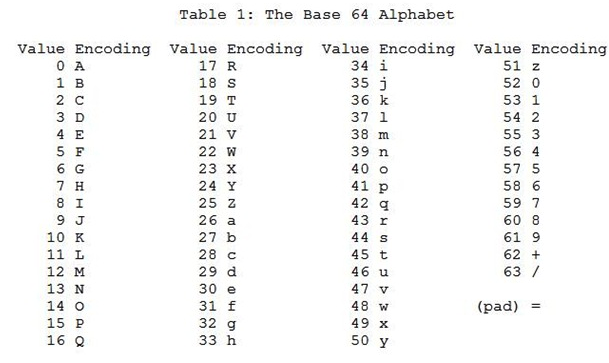 Table 1: The Base 64 Alphabet
Value Encoding Value Encoding Value Encoding Value Encoding
0 A 17 R 34 i 51 z
1 B 18 S 35 j 52 0
2 C 19 T 36 k 53 1
3 D 20 U 37 l 54 2
4 E 21 V 38 m 55 3
5 F 22 W 39 n 56 4
6 G 23 X 40 o 57 5
7 H 24 Y 41 p 58 6
8 I 25 Z 42 q 59 7
9 J 26 a 43 r 60 8
10 K 27 b 44 s 61 9
11 L 28 c 45 t 62 +
12 M 29 d 46 u 63 /
13 N 30 e 47 v
14 O 31 f 48 w (pad) =
15 P 32 g 49 x
16 Q 33 h 50 y